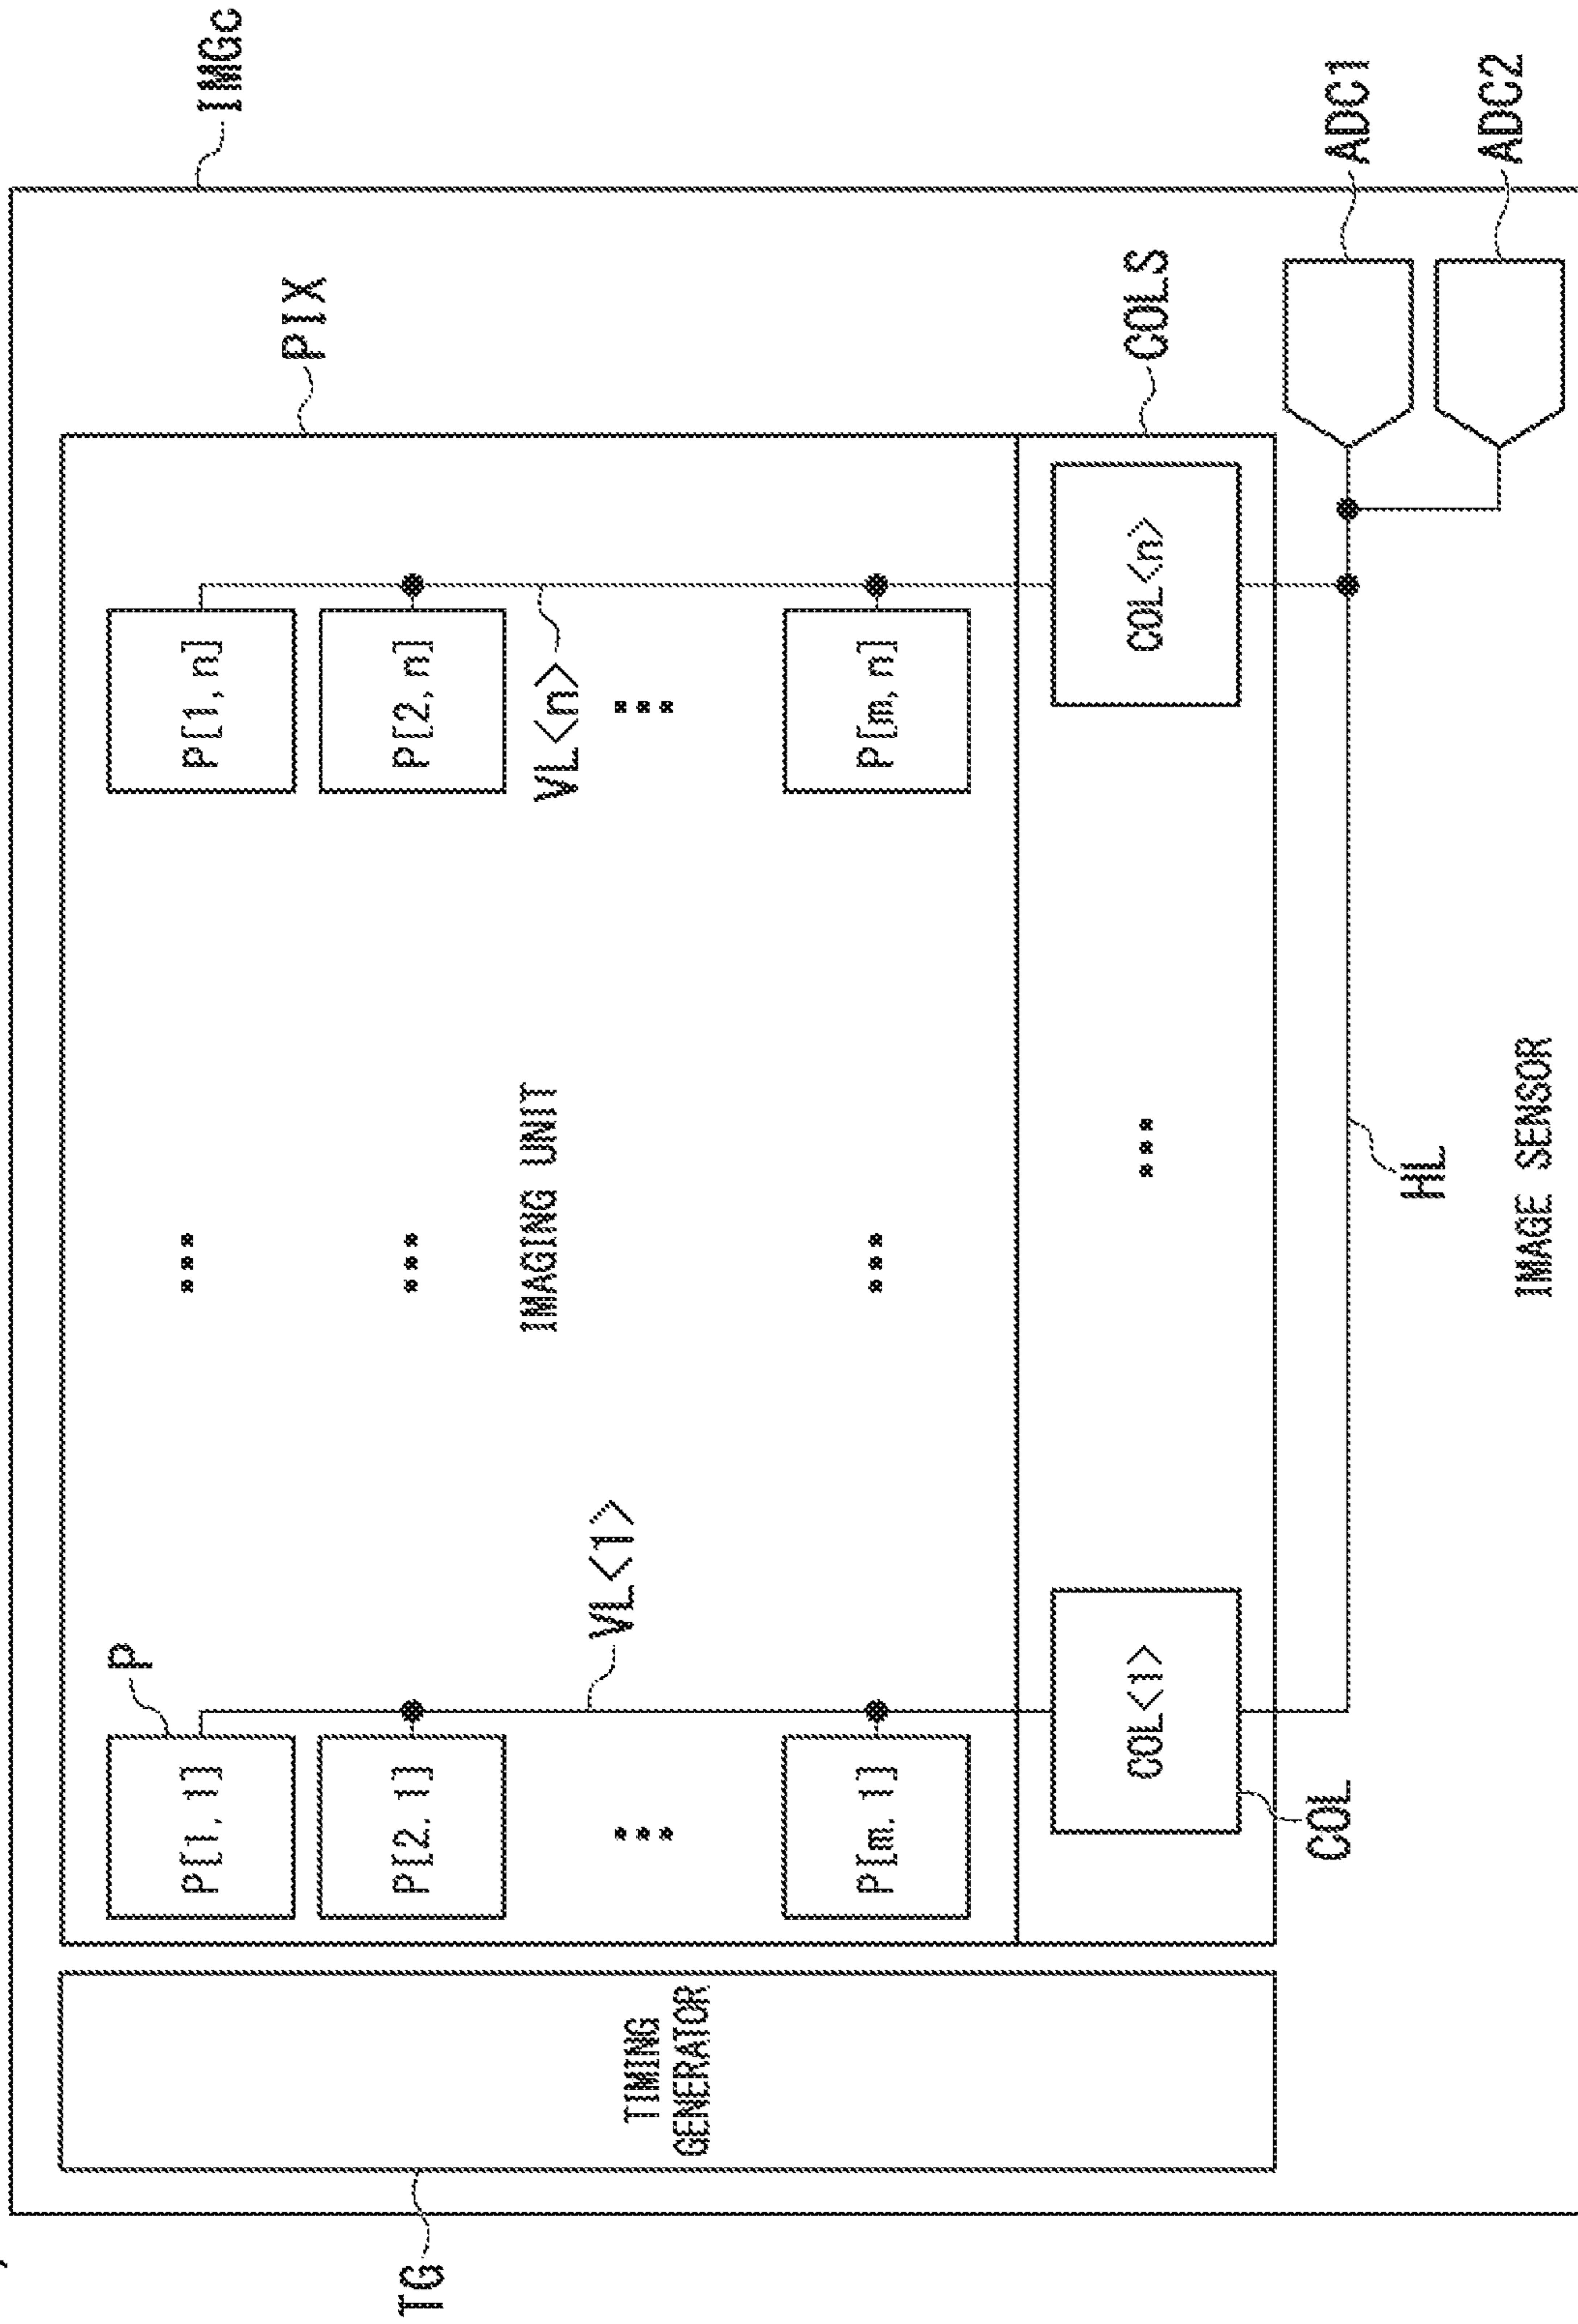 IMGc
P
P[1,1] ••• P[1,n]
PIX
TG
P[2,1] ••• P[2,n]
IMAGING UNIT
VL<n>
VL<1>
••• •••
TIMING
GENERATOR
P[m,1] ••• P[m,n]
COL<1> ••• COL<n>
COLS
COL
ADC1
HL
ADC2
IMAGE SENSOR